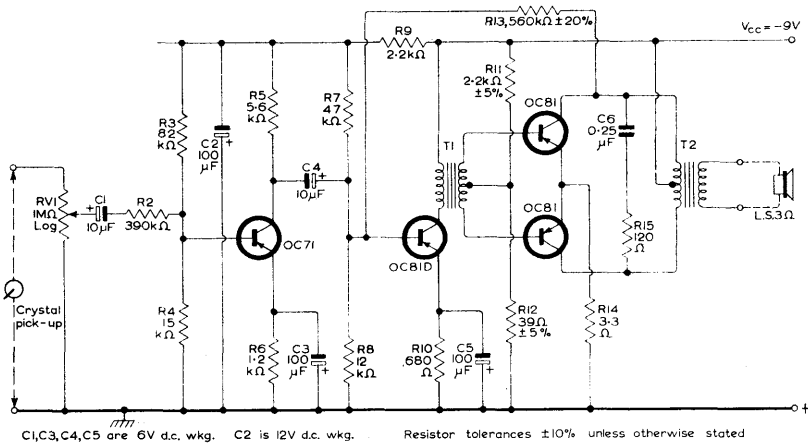 R13,560kΩ ±20%
VCC = -9V
R9
2·2kΩ
R11
2·2kΩ
±5%
R3
82
kΩ
C2
100
μF
+
R5
5.6
kΩ
R7
47
kΩ
C4
+
10μF
OC81
T1
C6
0·25
μF
T2
RV1
1MΩ
Log
+
C1
10μF
R2
390kΩ
OC71
OC81D
OC81
R15
120
Ω
L.S.3Ω
Crystal
pick-up
R4
15
kΩ
R6
1.2
kΩ
C3
100
μF
+
R8
12
kΩ
R10
680
Ω
C5
100
μF
+
R12
39Ω
±5%
R14
3.3
Ω
+
C1,C3,C4,C5 are 6V d.c. wkg. C2 is 12V d.c. wkg. Resistor tolerances ±10% unless otherwise stated